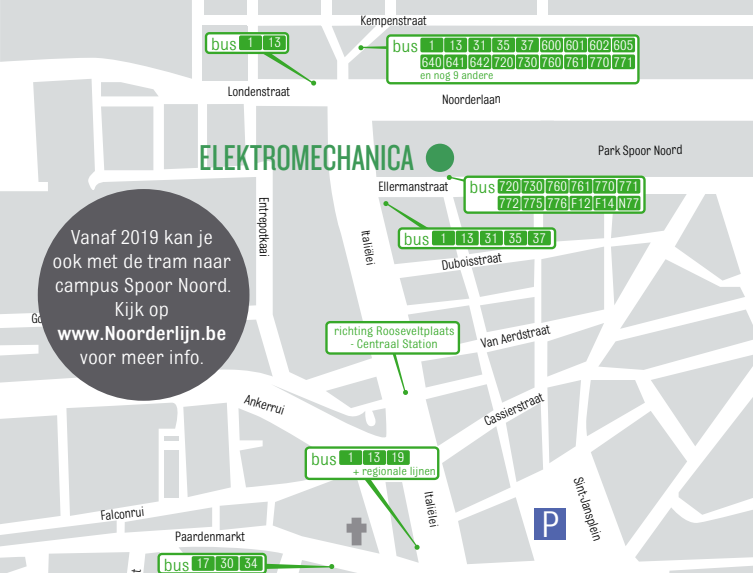 Kempenstraat
bus 1 13
bus 1 13 31 35 37 600 601 602 605
640 641 642 720 730 760 761 770 771
en nog 9 andere
Londenstraat
Noorderlaan
ELEKTROMECHANICA
Park Spoor Noord
Ellermanstraat
bus 720 730 760 761 770 771
772 775 776 F12 F14 N77
Entrepotkaai
Italiëlei
bus 1 13 31 35 37
Duboisstraat
Vanaf 2019 kan je
ook met de tram naar
campus Spoor Noord.
Kijk op
www.Noorderlijn.be
voor meer info.
richting Rooseveltplaats
- Centraal Station
Van Aerdstraat
Ankerrui
Cassierstraat
bus 1 13 19
+ regionale lijnen
Italiëlei
Sint-Jansplein
P
Falconrui
Paardenmarkt
bus 17 30 34